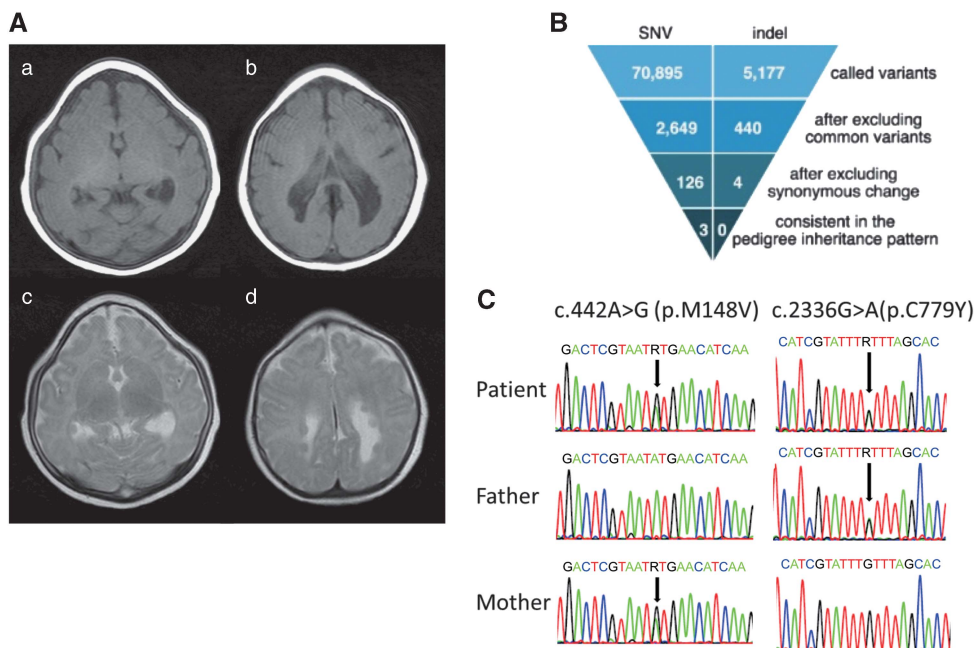 A
a
b
c
d
B
SNV indel
70,895 5,177 called variants
2,649 440 after excluding
common variants
126 4 after excluding
synonymous change
3 0 consistent in the
pedigree inheritance pattern
C
c.442A>G (p.M148V) c.2336G>A(p.C779Y)
GACTCGTAATRTGAACATCAA CATCGTATTTRTTTAGCAC
Patient
GACTCGTAATATGAACATCAA CATCGTATTTRTTTAGCAC
Father
GACTCGTAATRTGAACATCAA CATCGTATTTGTTTAGCAC
Mother